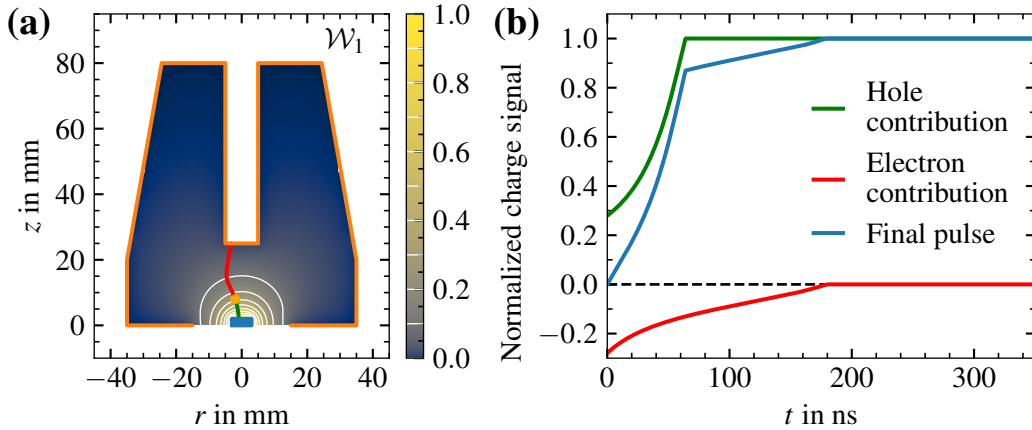 (a)
𝒲₁
80
60
40
20
0
z in mm
−40 −20 0 20 40
r in mm
1.0
0.8
0.6
0.4
0.2
0.0
(b)
Normalized charge signal
1.0
0.8
0.6
0.4
0.2
0.0
−0.2
0 100 200 300
t in ns
Hole
contribution
Electron
contribution
Final pulse